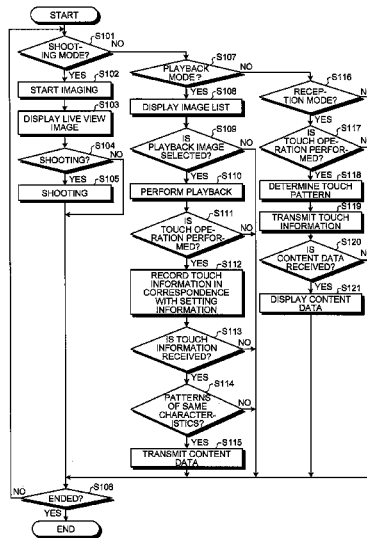 START
S101
SHOOT-
ING MODE?
NO
YES
S102
START IMAGING
S103
DISPLAY LIVE VIEW
IMAGE
S104
SHOOTING?
NO
YES
S105
SHOOTING
S107
PLAYBACK
MODE?
NO
YES
S108
DISPLAY IMAGE LIST
S109
IS
PLAYBACK IMAGE
SELECTED?
NO
YES
S110
PERFORM PLAYBACK
S111
IS
TOUCH OPE-
RATION PERFOR-
MED?
NO
YES
S112
RECORD TOUCH
INFORMATION IN
CORRESPONDENCE
WITH SETTING
INFORMATION
S113
IS TOUCH
INFORMATION
RECEIVED?
NO
YES
S114
PATTERNS
OF SAME
CHARACTER-
ISTICS?
NO
YES
S115
TRANSMIT CONTENT
DATA
S116
RECEP-
TION MODE?
NO
YES
S117
IS
TOUCH OPE-
RATION PERFOR-
MED?
NO
YES
S118
DETERMINE TOUCH
PATTERN
S119
TRANSMIT TOUCH
INFORMATION
S120
IS
CONTENT DATA
RECEIVED?
NO
YES
S121
DISPLAY CONTENT
DATA
S106
ENDED?
NO
YES
END